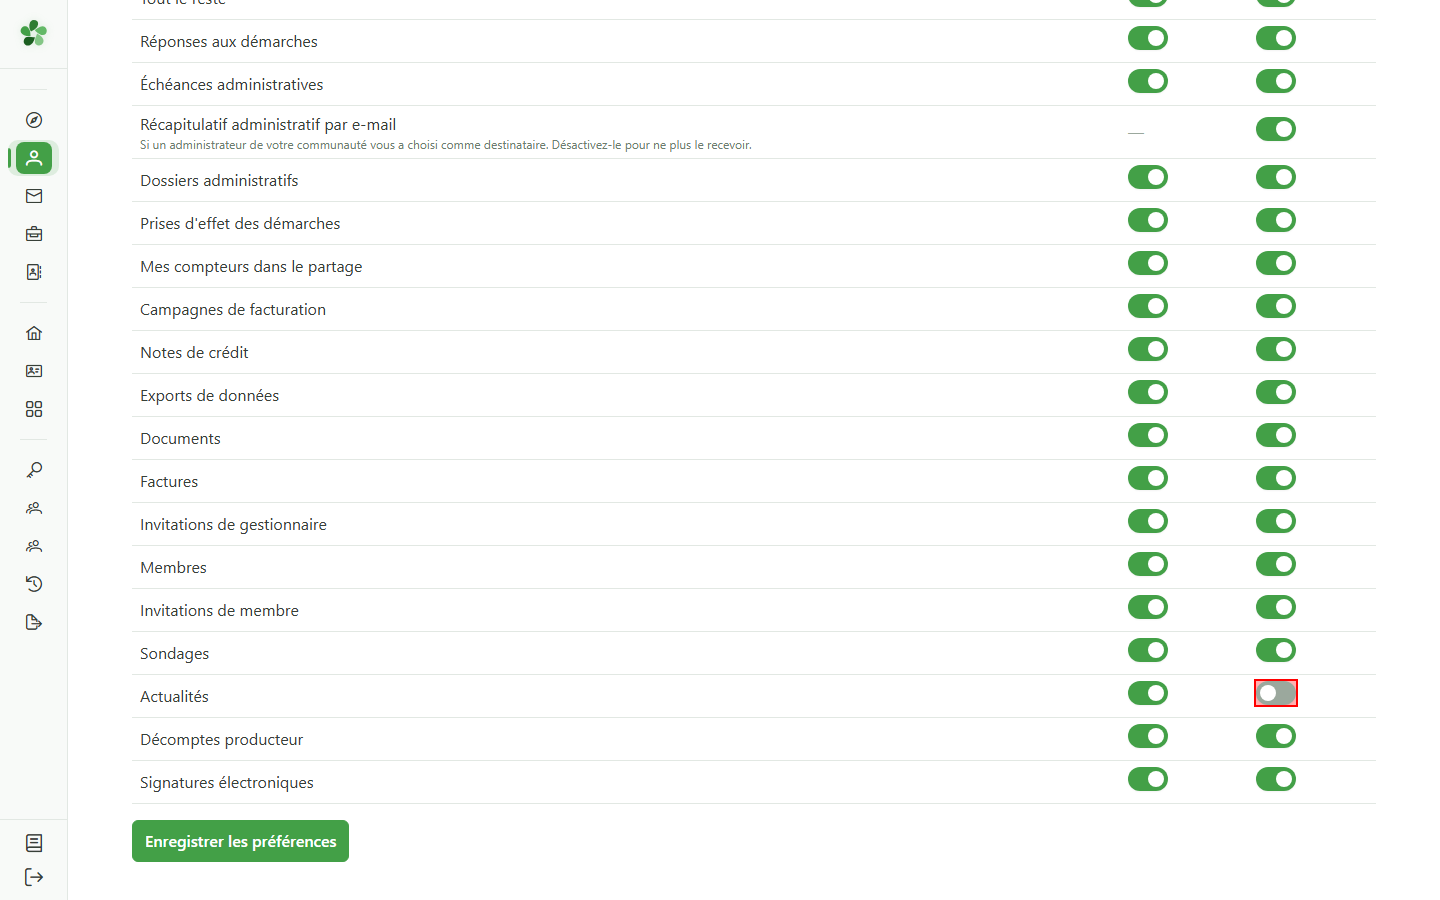 Tout le reste
Réponses aux démarches
Échéances administratives
Récapitulatif administratif par e-mail
—
Si un administrateur de votre communauté vous a choisi comme destinataire. Désactivez-le pour ne plus le recevoir.
Dossiers administratifs
Prises d'effet des démarches
Mes compteurs dans le partage
Campagnes de facturation
Notes de crédit
Exports de données
Documents
Factures
Invitations de gestionnaire
Membres
Invitations de membre
Sondages
Actualités
Décomptes producteur
Signatures électroniques
Enregistrer les préférences